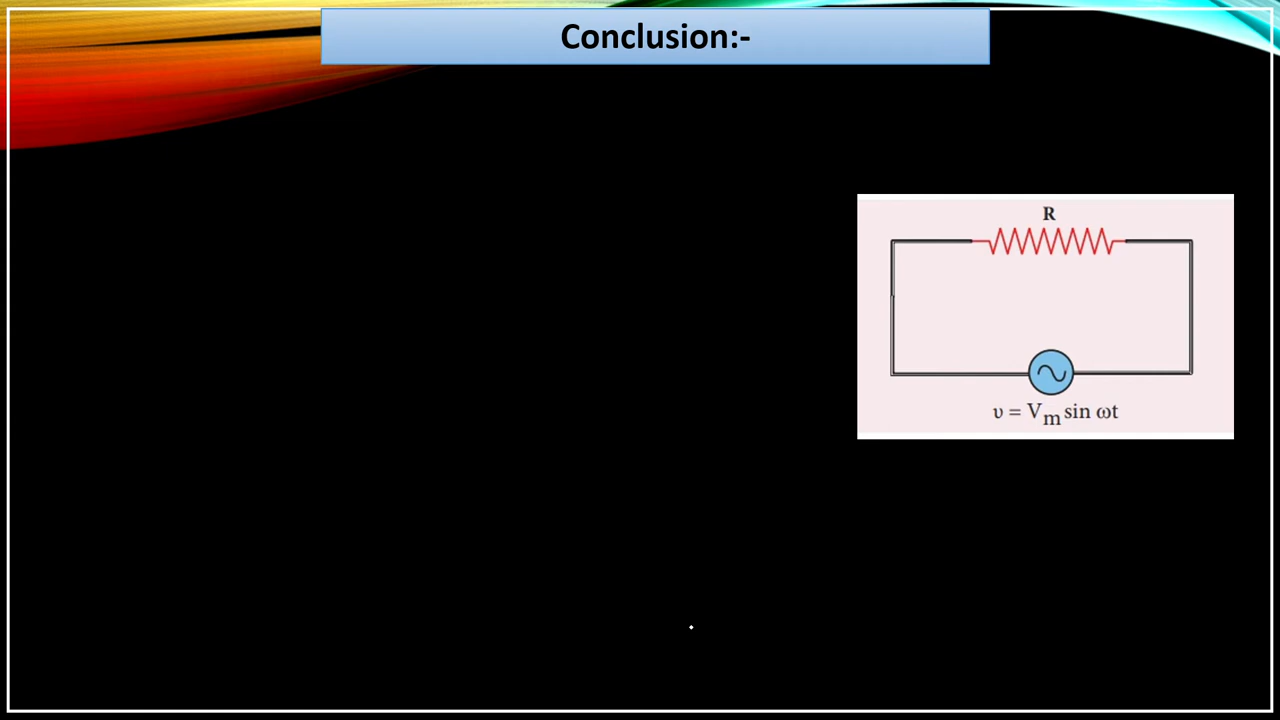 Conclusion:-
R
υ = Vm sin ωt
.